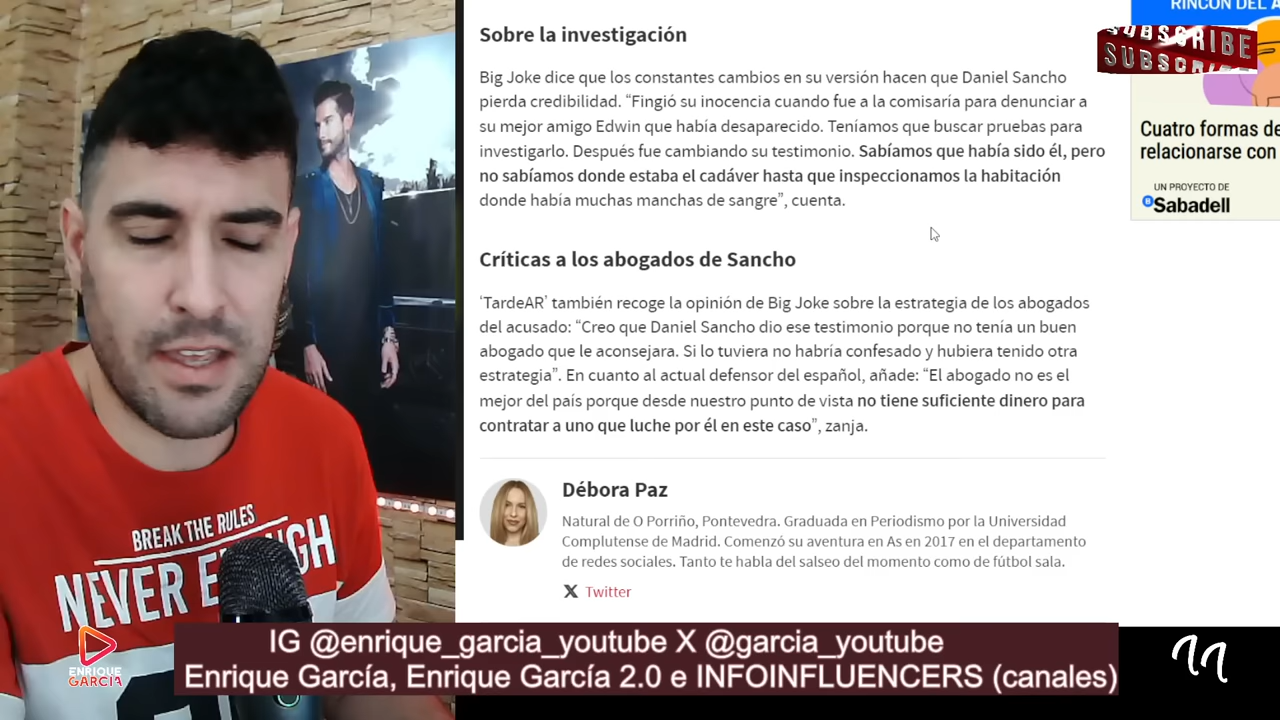 Sobre la investigación
Big Joke dice que los constantes cambios en su versión hacen que Daniel Sancho
pierda credibilidad. “Fingió su inocencia cuando fue a la comisaría para denunciar a
su mejor amigo Edwin que había desaparecido. Teníamos que buscar pruebas para
investigarlo. Después fue cambiando su testimonio. Sabíamos que había sido él, pero
no sabíamos donde estaba el cadáver hasta que inspeccionamos la habitación
donde había muchas manchas de sangre”, cuenta.
Críticas a los abogados de Sancho
‘TardeAR’ también recoge la opinión de Big Joke sobre la estrategia de los abogados
del acusado: “Creo que Daniel Sancho dio ese testimonio porque no tenía un buen
abogado que le aconsejara. Si lo tuviera no habría confesado y hubiera tenido otra
estrategia”. En cuanto al actual defensor del español, añade: “El abogado no es el
mejor del país porque desde nuestro punto de vista no tiene suficiente dinero para
contratar a uno que luche por él en este caso”, zanja.
Débora Paz
Natural de O Porriño, Pontevedra. Graduada en Periodismo por la Universidad
Complutense de Madrid. Comenzó su aventura en As en 2017 en el departamento
de redes sociales. Tanto te habla del salseo del momento como de fútbol sala.
Twitter
RINCÓN DEL A
SUBSCRIBE
SUBSCRIBE
Cuatro formas de
relacionarse con
UN PROYECTO DE
Sabadell
BREAK THE RULES
NEVER E GH
ENRIQUE
GARCÍA
IG @enrique_garcia_youtube X @garcia_youtube
Enrique García, Enrique García 2.0 e INFOINFLUENCERS (canales)